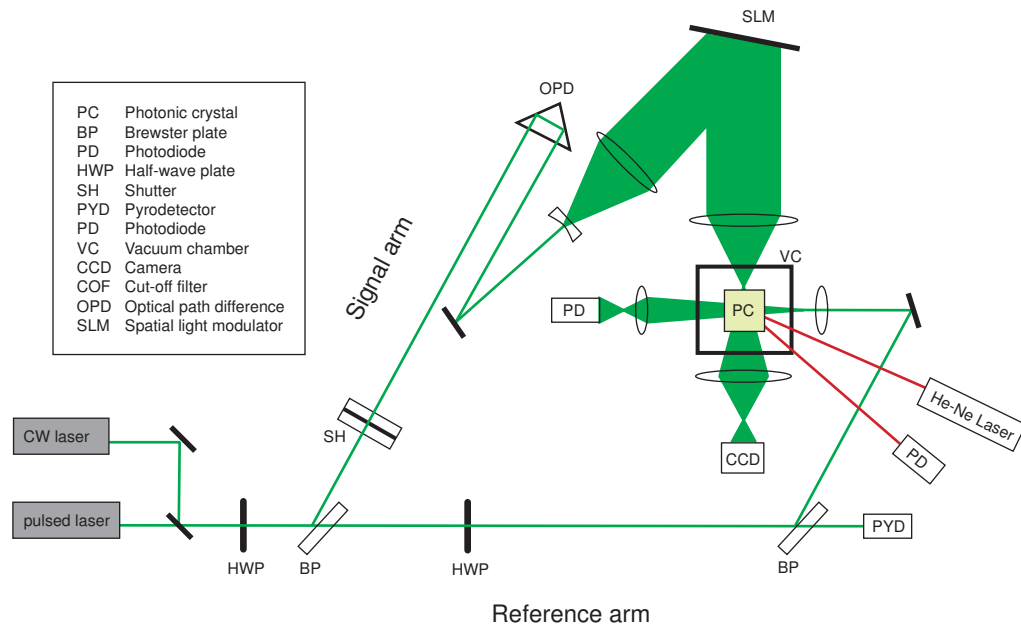 SLM
OPD
PC Photonic crystal
BP Brewster plate
PD Photodiode
HWP Half-wave plate
SH Shutter
PYD Pyrodetector
PD Photodiode
VC Vacuum chamber
CCD Camera
COF Cut-off filter
OPD Optical path difference
SLM Spatial light modulator
Signal arm
VC
PD
PC
He-Ne Laser
PD
CCD
SH
CW laser
pulsed laser
PYD
HWP
BP
HWP
BP
Reference arm